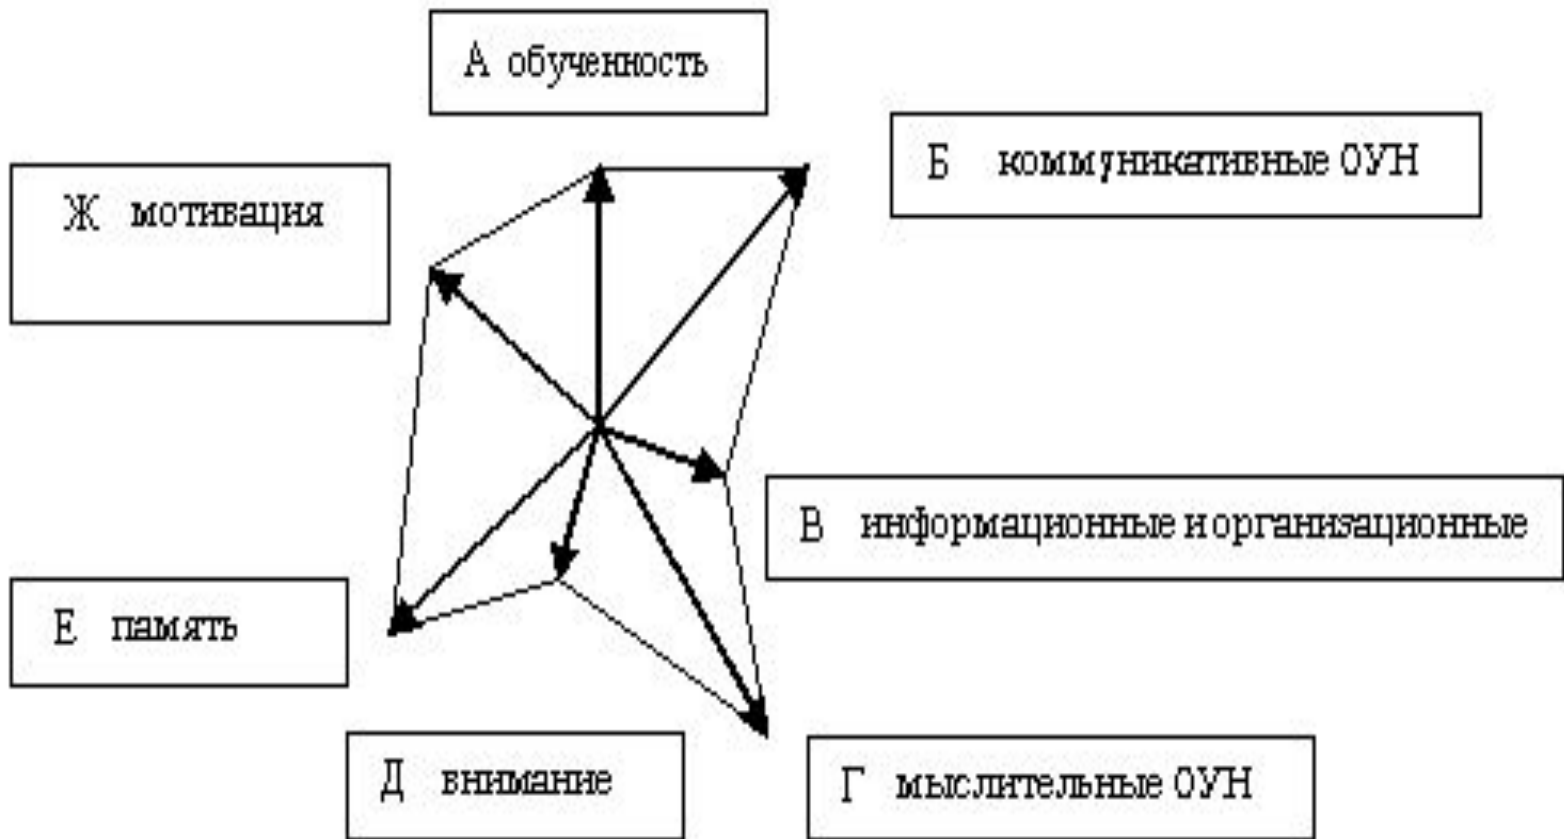 А обученность
Б коммуникативные ОУН
Ж мотивация
В информационные и организационные
Е память
Д внимание
Г мыслительные ОУН